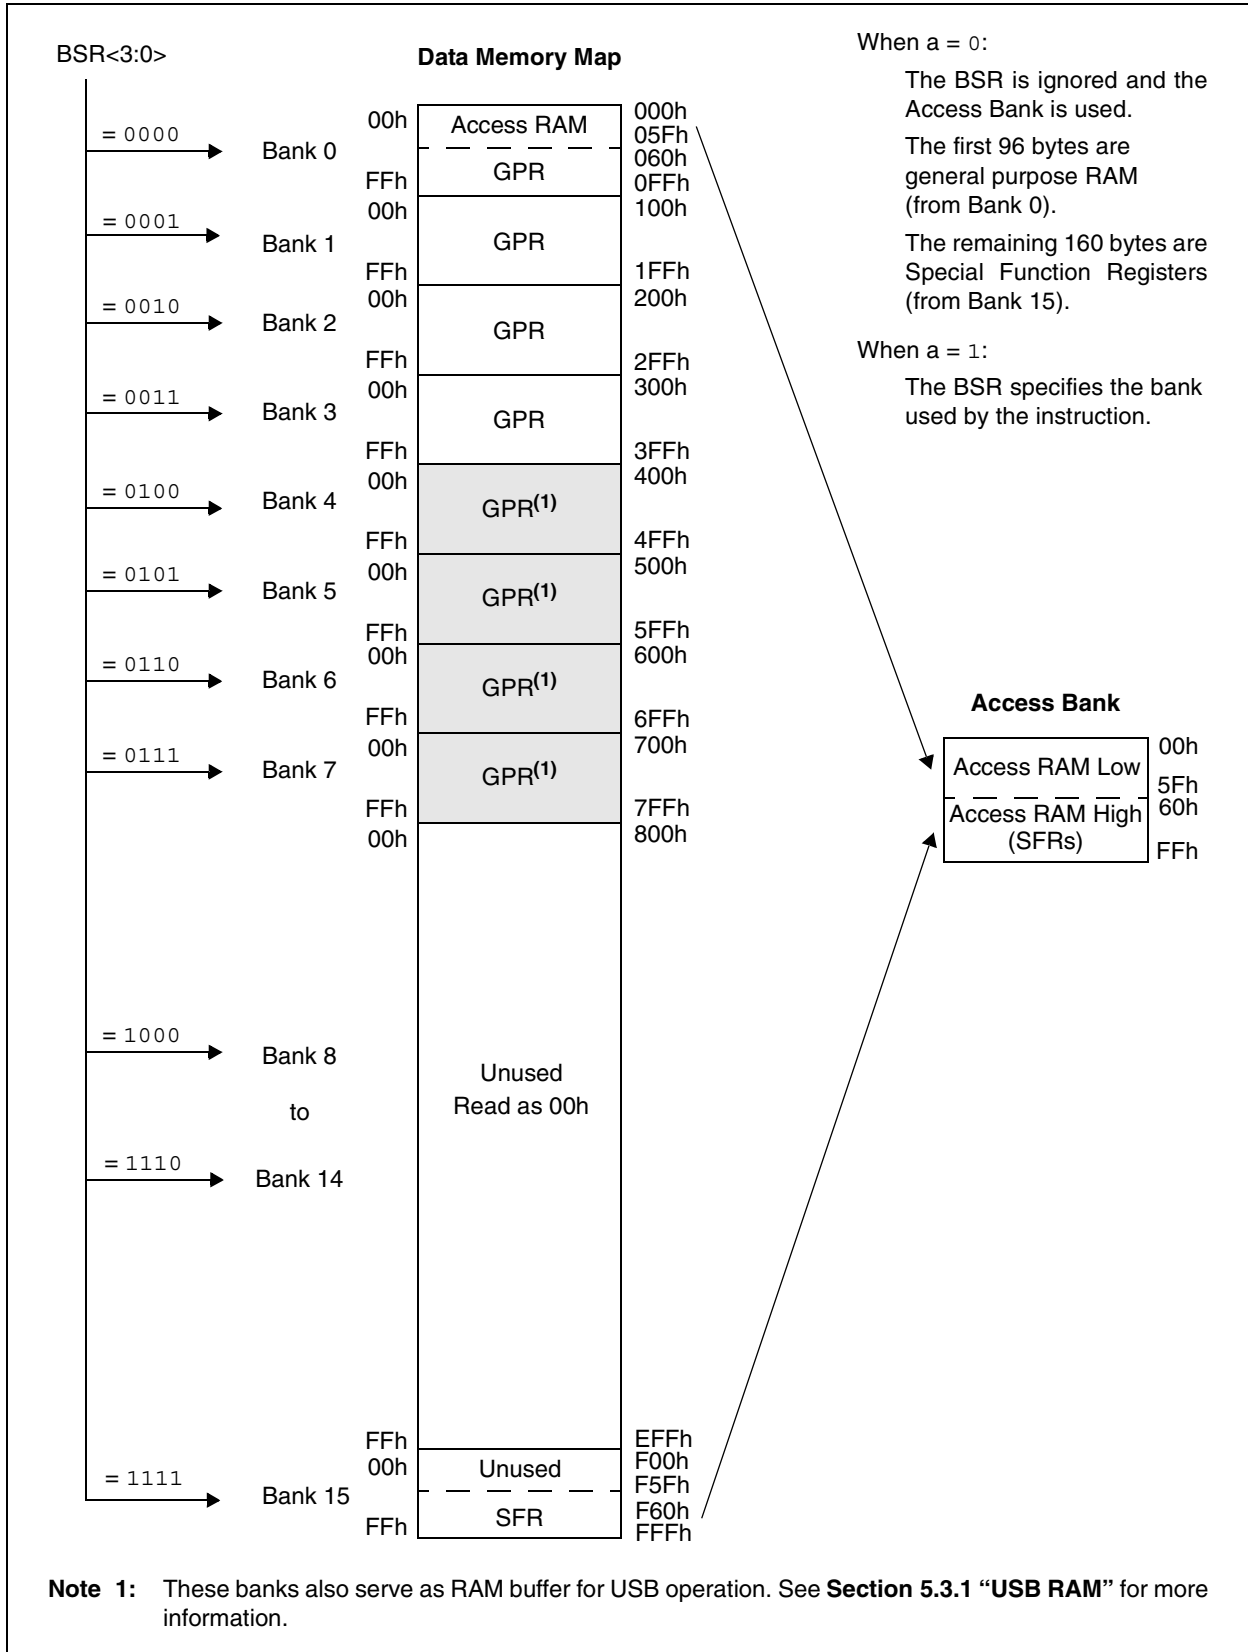 BSR<3:0>
Data Memory Map
= 0000
Bank 0
00h
Access RAM
000h
05Fh
060h
GPR
FFh
0FFh
= 0001
Bank 1
00h
GPR
100h
FFh
1FFh
= 0010
Bank 2
00h
GPR
200h
FFh
2FFh
= 0011
Bank 3
00h
GPR
300h
FFh
3FFh
= 0100
Bank 4
00h
GPR(1)
400h
FFh
4FFh
= 0101
Bank 5
00h
GPR(1)
500h
FFh
5FFh
= 0110
Bank 6
00h
GPR(1)
600h
FFh
6FFh
= 0111
Bank 7
00h
GPR(1)
700h
FFh
7FFh
00h
800h
= 1000
Bank 8
to
= 1110
Bank 14
Unused
Read as 00h
FFh
EFFh
= 1111
Bank 15
00h
Unused
F00h
F5Fh
SFR
F60h
FFh
FFFh
When a = 0:
The BSR is ignored and the
Access Bank is used.
The first 96 bytes are
general purpose RAM
(from Bank 0).
The remaining 160 bytes are
Special Function Registers
(from Bank 15).
When a = 1:
The BSR specifies the bank
used by the instruction.
Access Bank
Access RAM Low
00h
5Fh
Access RAM High
(SFRs)
60h
FFh
Note 1: These banks also serve as RAM buffer for USB operation. See Section 5.3.1 “USB RAM” for more
information.